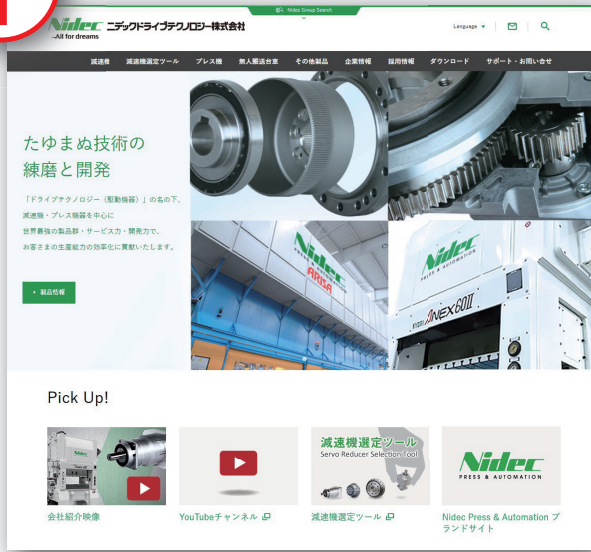 Nidec Group Search
Nidec ニデックドライブテクノロジー株式会社
All for dreams
Language
減速機 減速機選定ツール プレス機 無人搬送台車 その他製品 企業情報 採用情報 ダウンロード サポート・お問い合せ
たゆまぬ技術の
練磨と開発
「ドライブテクノロジー（駆動機器）」の名の下、
減速機・プレス機器を中心に
世界最強の製品群・サービス力・開発力で、
お客さまの生産能力の効率化に貢献いたします。
製品情報
Nidec
PRESS & AUTOMATION
ARISA
Nidec
PRESS & AUTOMATION
KYORI ANEX60II
Pick Up!
減速機選定ツール
Servo Reducer Selection Tool
Nidec
PRESS & AUTOMATION
会社紹介映像
YouTubeチャンネル
減速機選定ツール
Nidec Press & Automation ブ
ランドサイト